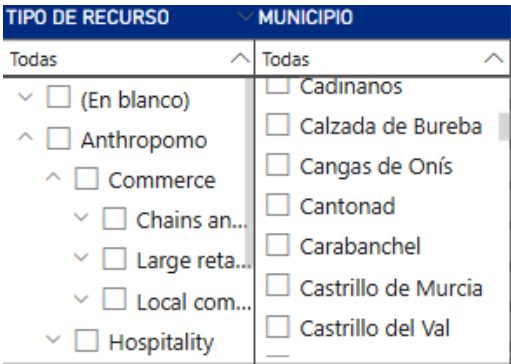 TIPO DE RECURSO
MUNICIPIO
Todas
Todas
(En blanco)
Anthropomo
Commerce
Chains an...
Large reta...
Local com...
Hospitality
Cadinanos
Calzada de Bureba
Cangas de Onís
Cantonad
Carabanchel
Castrillo de Murcia
Castrillo del Val